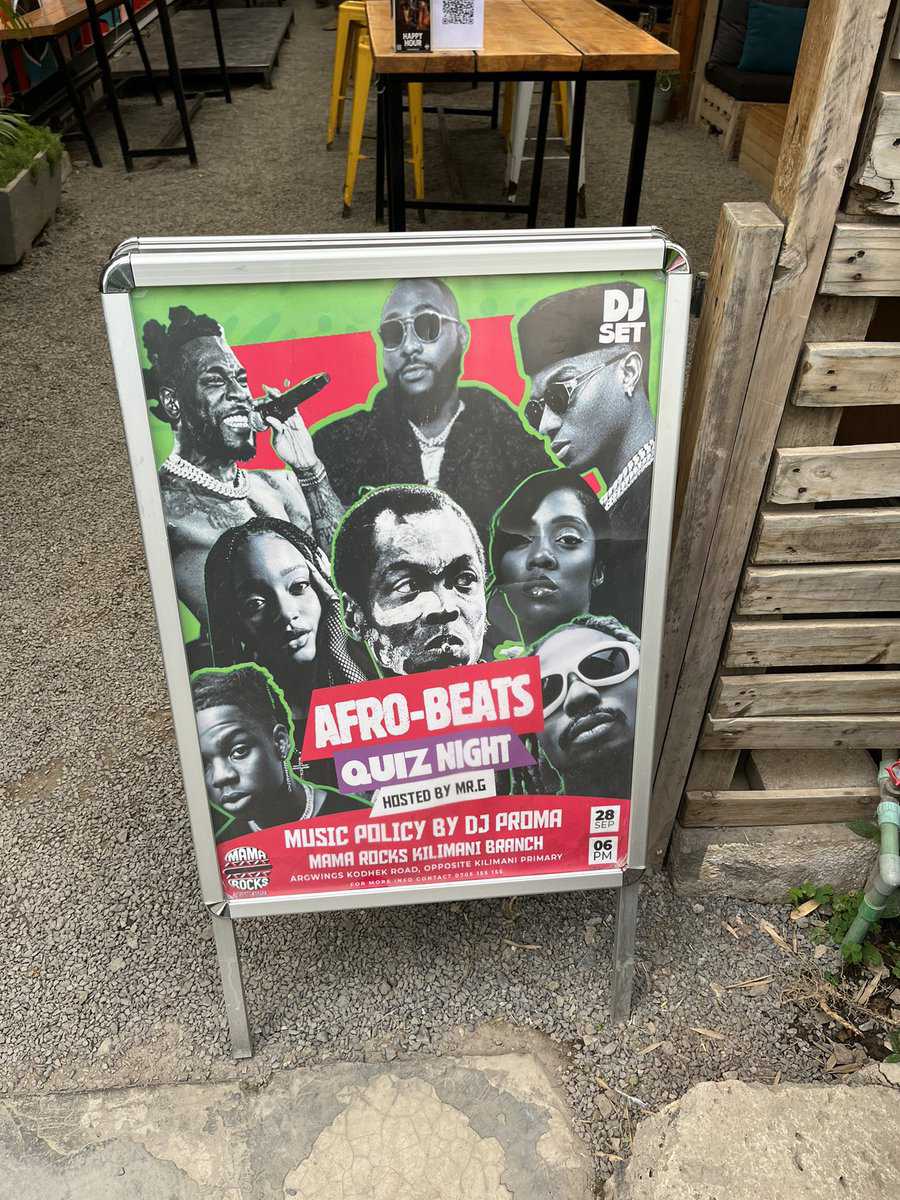 HAPPY
HOUR
DJ
SET
AFRO-BEATS
QUIZ NIGHT
HOSTED BY MR.G
MUSIC POLICY BY DJ PROMA
MAMA ROCKS KILIMANI BRANCH
ARGWINGS KODHEK ROAD, OPPOSITE KILIMANI PRIMARY
FOR MORE INFO CONTACT 0705 155 155
28
SEP
06
PM
MAMA
ROCKS